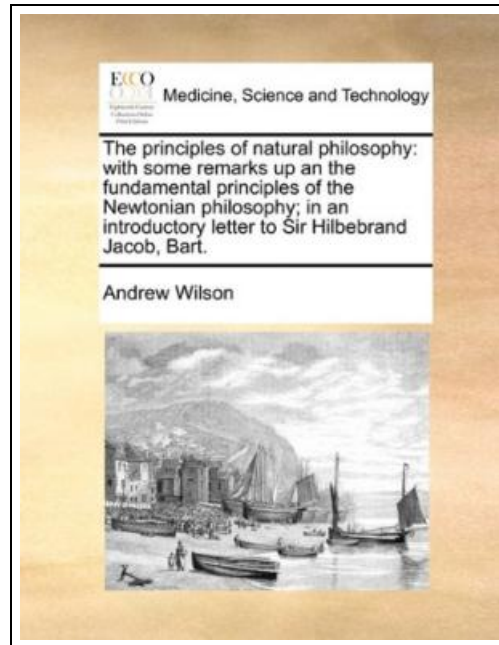 ECCO
Medicine, Science and Technology
The principles of natural philosophy:
with some remarks up an the
fundamental principles of the
Newtonian philosophy; in an
introductory letter to Sir Hilbebrand
Jacob, Bart.
Andrew Wilson